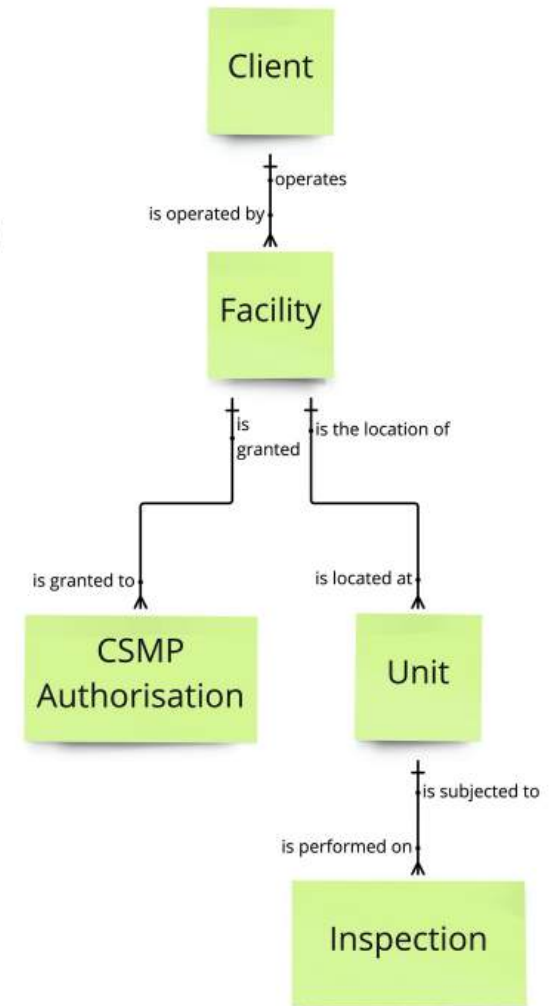 Client
operates
is operated by
Facility
is
granted
is the location of
is granted to
is located at
CSMP
Authorisation
Unit
is subjected to
is performed on
Inspection